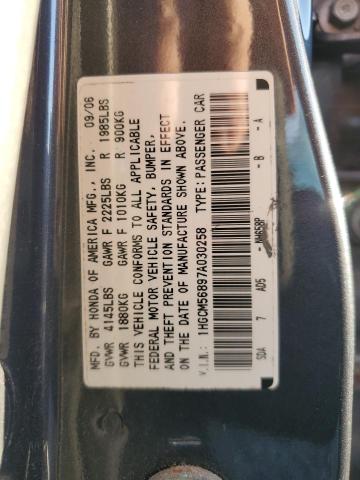 MFD. BY HONDA OF AMERICA MFG., INC. 09/06
GVWR 4145LBS GAWR F 2225LBS R 1985LBS
GVWR 1880KG GAWR F 1010KG R 900KG
THIS VEHICLE CONFORMS TO ALL APPLICABLE
FEDERAL MOTOR VEHICLE SAFETY, BUMPER,
AND THEFT PREVENTION STANDARDS IN EFFECT
ON THE DATE OF MANUFACTURE SHOWN ABOVE.
V.I.N.: 1HGCM56897A030258 TYPE: PASSENGER CAR
SDA 7 AD5 - NH658P - B - A